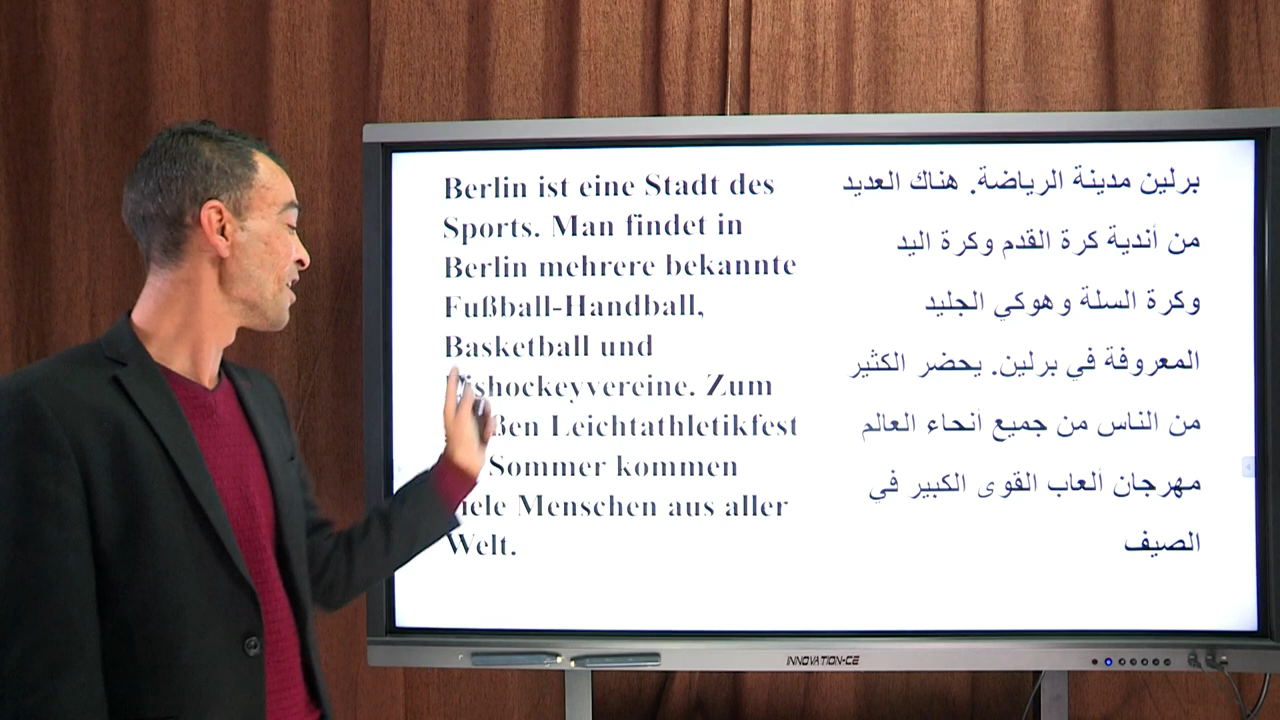 Berlin ist eine Stadt des
Sports. Man findet in
Berlin mehrere bekannte
Fußball-Handball,
Basketball und
Zum
Leichtathletikfest
Sommer kommen
Menschen aus aller
Welt.
برلين مدينة الرياضة. هناك العديد
من أندية كرة القدم وكرة اليد
وكرة السلة وهوكي الجليد
المعروفة في برلين. يحضر الكثير
من الناس من جميع أنحاء العالم
مهرجان ألعاب القوى الكبير في
الصيف
INNOVATION-CE